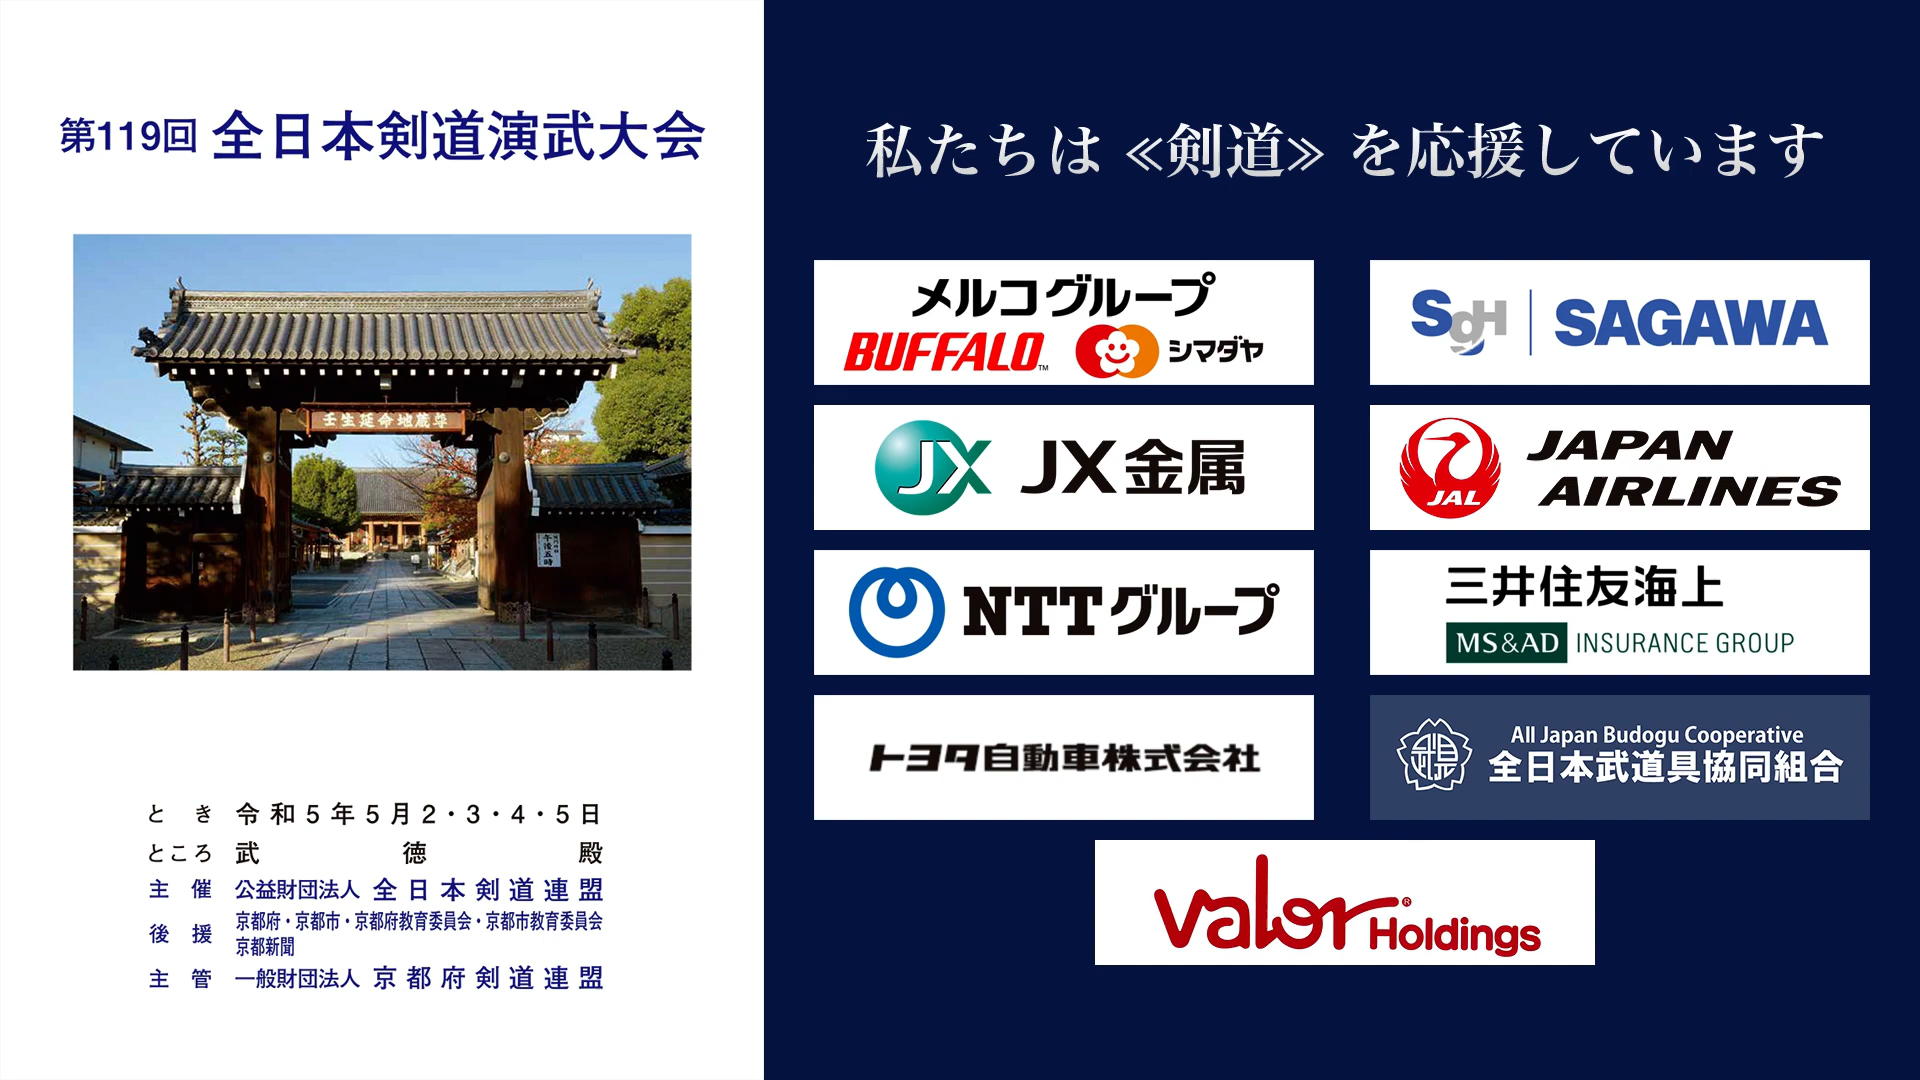 第119回 全日本剣道演武大会
壬生延命地蔵尊
午後五時
とき 令和5年5月2・3・4・5日
ところ 武徳殿
主催 公益財団法人 全日本剣道連盟
後援 京都府・京都市・京都府教育委員会・京都市教育委員会
京都新聞
主管 一般財団法人 京都府剣道連盟
私たちは ≪剣道≫ を応援しています
メルコグループ
BUFFALO™ シマダヤ
SGH SAGAWA
JX JX金属
JAL JAPAN
AIRLINES
NTTグループ
三井住友海上
MS&AD INSURANCE GROUP
トヨタ自動車株式会社
All Japan Budogu Cooperative
全日本武道具協同組合
valor® Holdings